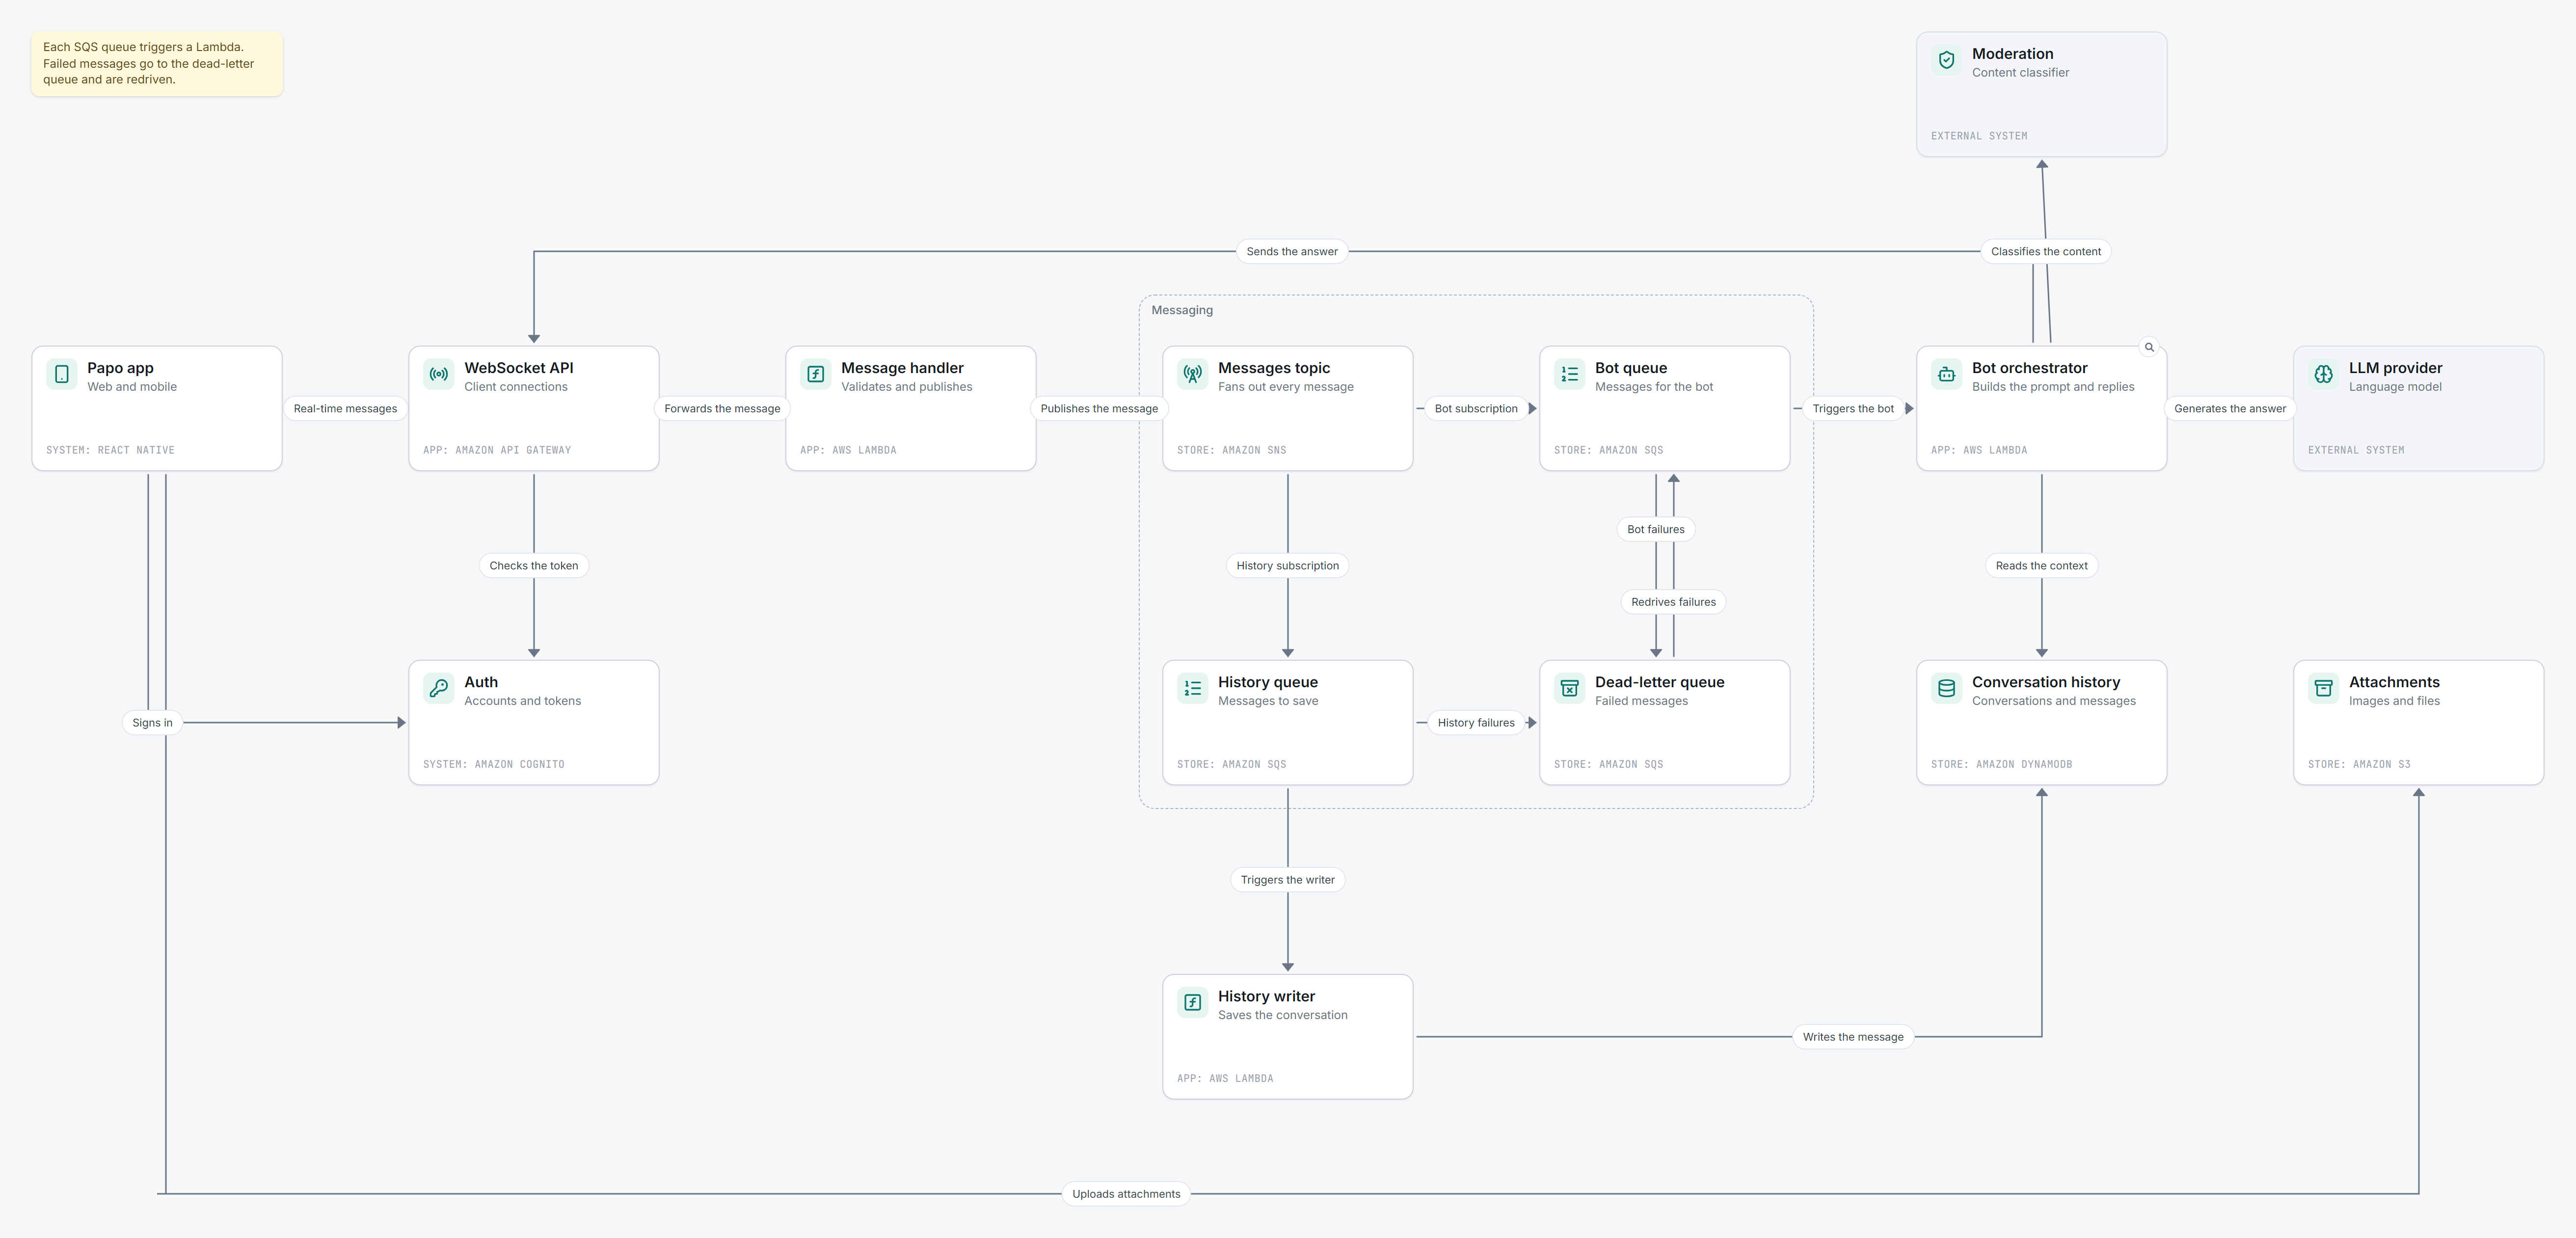 Each SQS queue triggers a Lambda.
Failed messages go to the dead-letter
queue and are redriven.
Moderation
Content classifier
EXTERNAL SYSTEM
Sends the answer
Classifies the content
Messaging
Papo app
Web and mobile
SYSTEM: REACT NATIVE
Real-time messages
WebSocket API
Client connections
APP: AMAZON API GATEWAY
Forwards the message
Message handler
Validates and publishes
APP: AWS LAMBDA
Publishes the message
Messages topic
Fans out every message
STORE: AMAZON SNS
Bot subscription
Bot queue
Messages for the bot
STORE: AMAZON SQS
Triggers the bot
Bot orchestrator
Builds the prompt and replies
APP: AWS LAMBDA
Generates the answer
LLM provider
Language model
EXTERNAL SYSTEM
Checks the token
History subscription
Bot failures
Redrives failures
Reads the context
Signs in
Auth
Accounts and tokens
SYSTEM: AMAZON COGNITO
History queue
Messages to save
STORE: AMAZON SQS
History failures
Dead-letter queue
Failed messages
STORE: AMAZON SQS
Conversation history
Conversations and messages
STORE: AMAZON DYNAMODB
Attachments
Images and files
STORE: AMAZON S3
Triggers the writer
History writer
Saves the conversation
APP: AWS LAMBDA
Writes the message
Uploads attachments